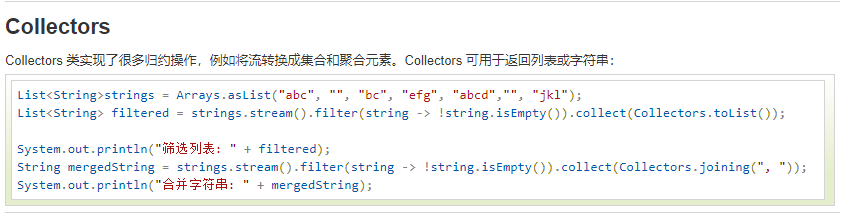 Collectors
Collectors 类实现了很多归约操作，例如将流转换成集合和聚合元素。Collectors 可用于返回列表或字符串：
List<String>strings = Arrays.asList("abc", "", "bc", "efg", "abcd","", "jkl");
List<String> filtered = strings.stream().filter(string -> !string.isEmpty()).collect(Collectors.toList());
System.out.println("筛选列表: " + filtered);
String mergedString = strings.stream().filter(string -> !string.isEmpty()).collect(Collectors.joining(", "));
System.out.println("合并字符串: " + mergedString);